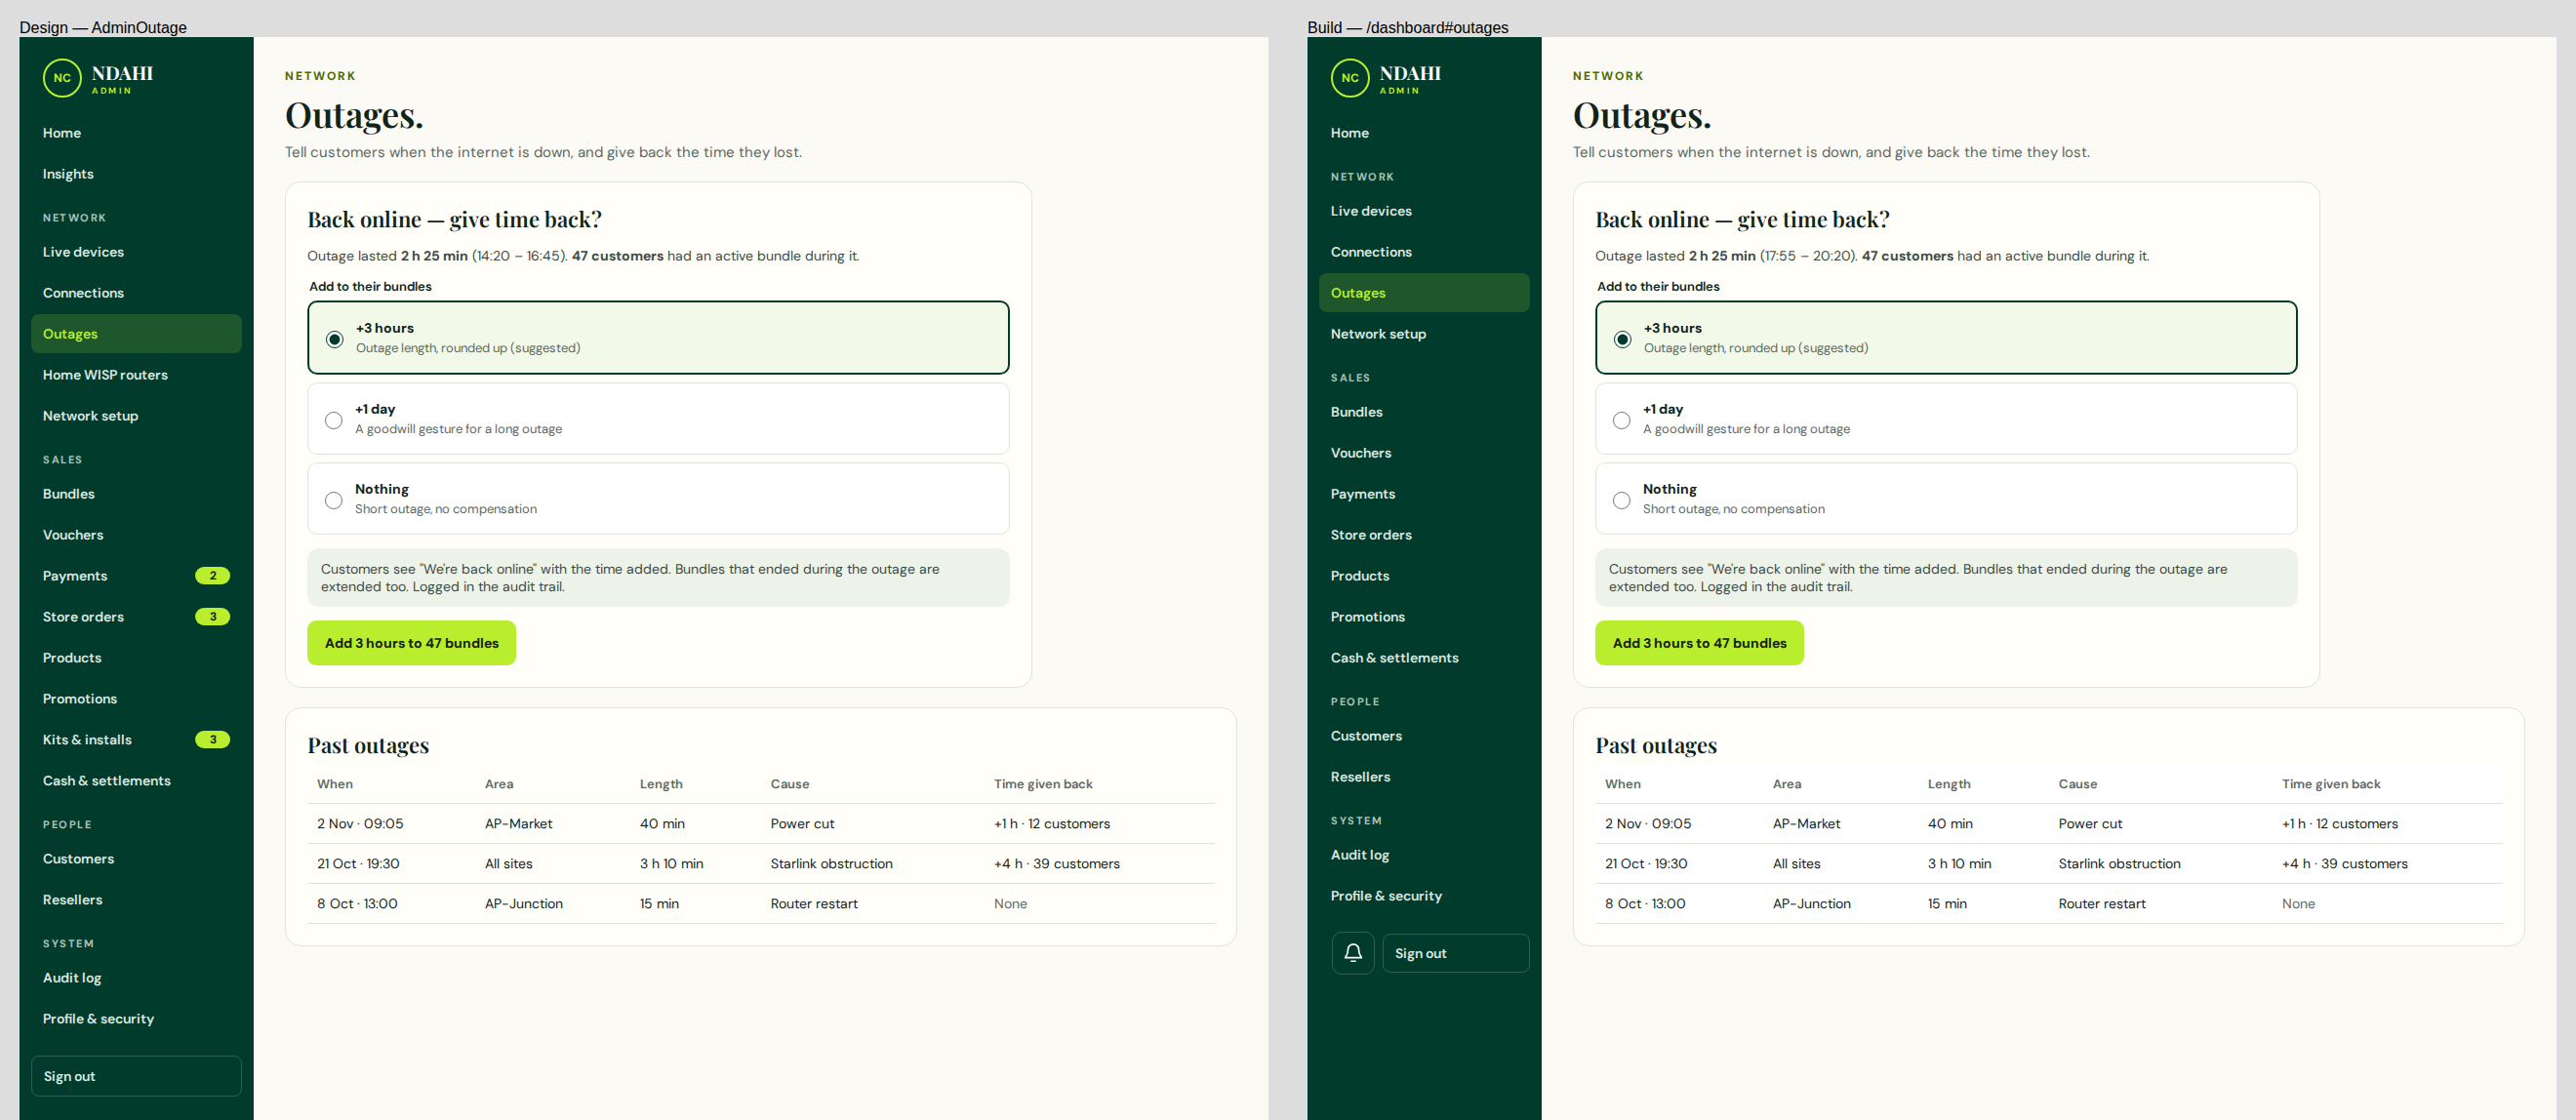 Design — AdminOutage
NC
NDAHI
ADMIN
Home
Insights
NETWORK
Live devices
Connections
Outages
Home WISP routers
Network setup
SALES
Bundles
Vouchers
Payments 2
Store orders 3
Products
Promotions
Kits & installs 3
Cash & settlements
PEOPLE
Customers
Resellers
SYSTEM
Audit log
Profile & security
Sign out
NETWORK
Outages.
Tell customers when the internet is down, and give back the time they lost.
Back online — give time back?
Outage lasted 2 h 25 min (14:20 – 16:45). 47 customers had an active bundle during it.
Add to their bundles
+3 hours
Outage length, rounded up (suggested)
+1 day
A goodwill gesture for a long outage
Nothing
Short outage, no compensation
Customers see "We're back online" with the time added. Bundles that ended during the outage are
extended too. Logged in the audit trail.
Add 3 hours to 47 bundles
Past outages
When Area Length Cause Time given back
2 Nov · 09:05 AP-Market 40 min Power cut +1 h · 12 customers
21 Oct · 19:30 All sites 3 h 10 min Starlink obstruction +4 h · 39 customers
8 Oct · 13:00 AP-Junction 15 min Router restart None
Build — /dashboard#outages
NC
NDAHI
ADMIN
Home
NETWORK
Live devices
Connections
Outages
Network setup
SALES
Bundles
Vouchers
Payments
Store orders
Products
Promotions
Cash & settlements
PEOPLE
Customers
Resellers
SYSTEM
Audit log
Profile & security
Sign out
NETWORK
Outages.
Tell customers when the internet is down, and give back the time they lost.
Back online — give time back?
Outage lasted 2 h 25 min (17:55 – 20:20). 47 customers had an active bundle during it.
Add to their bundles
+3 hours
Outage length, rounded up (suggested)
+1 day
A goodwill gesture for a long outage
Nothing
Short outage, no compensation
Customers see "We're back online" with the time added. Bundles that ended during the outage are
extended too. Logged in the audit trail.
Add 3 hours to 47 bundles
Past outages
When Area Length Cause Time given back
2 Nov · 09:05 AP-Market 40 min Power cut +1 h · 12 customers
21 Oct · 19:30 All sites 3 h 10 min Starlink obstruction +4 h · 39 customers
8 Oct · 13:00 AP-Junction 15 min Router restart None